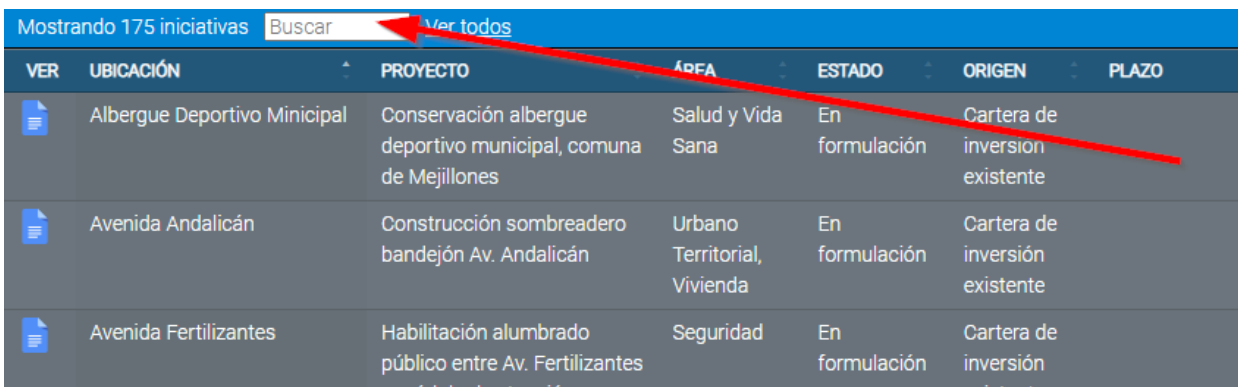 Mostrando 175 iniciativas Buscar Ver todos
VER UBICACIÓN PROYECTO ÁREA ESTADO ORIGEN PLAZO
Albergue Deportivo Minicipal Conservación albergue Salud y Vida En Cartera de
deportivo municipal, comuna Sana formulación inversión
de Mejillones existente
Avenida Andalicán Construcción sombreadero Urbano En Cartera de
bandejón Av. Andalicán Territorial, formulación inversión
Vivienda existente
Avenida Fertilizantes Habilitación alumbrado Seguridad En Cartera de
público entre Av. Fertilizantes formulación inversión